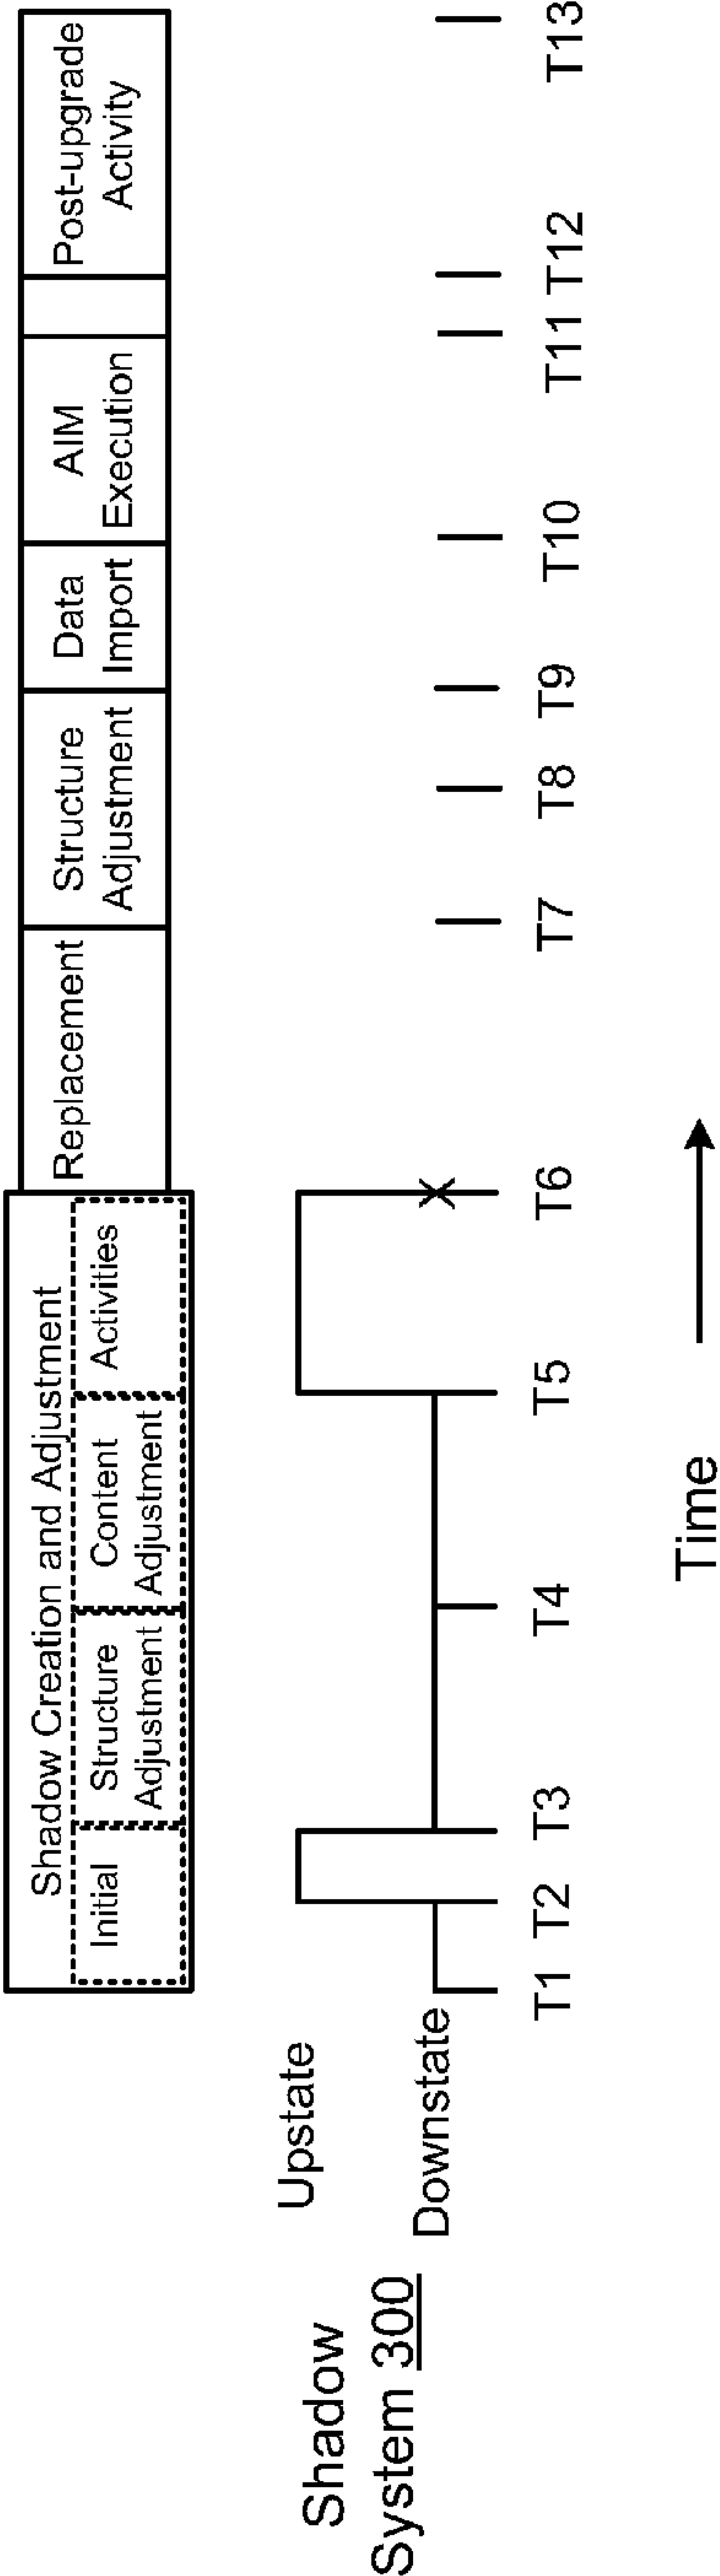 Shadow Creation and Adjustment
Initial
Structure
Adjustment
Content
Adjustment
Activities
Replacement
Structure
Adjustment
Data
Import
AIM
Execution
Post-upgrade
Activity
Shadow
System 300
Upstate
Downstate
T1
T2
T3
T4
T5
T6
T7
T8
T9
T10
T11
T12
T13
Time